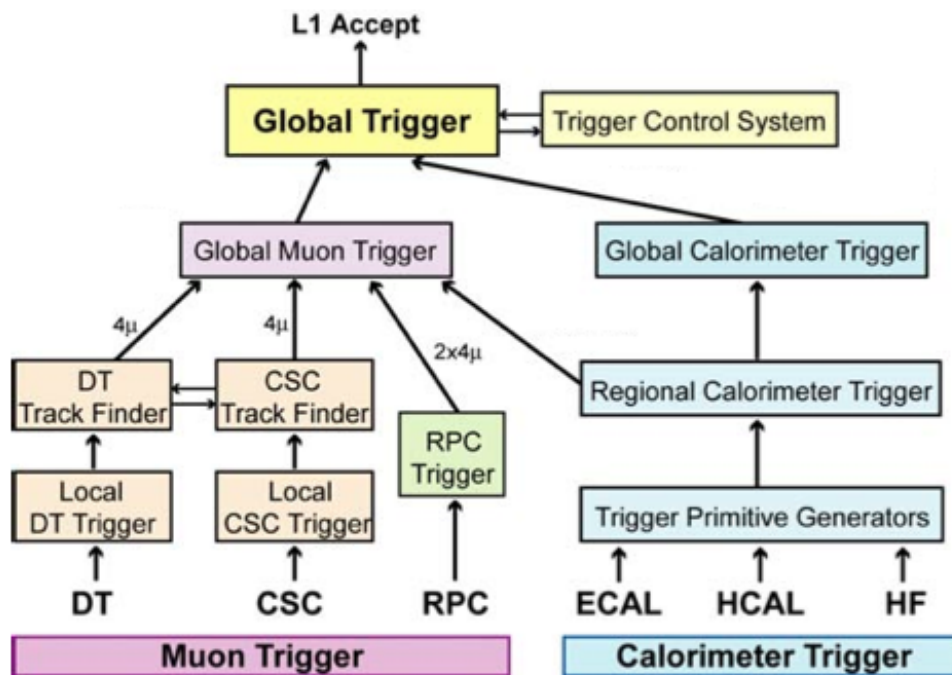 L1 Accept
Global Trigger
Trigger Control System
Global Muon Trigger
Global Calorimeter Trigger
4μ
4μ
2x4μ
DT
Track Finder
CSC
Track Finder
Regional Calorimeter Trigger
RPC
Trigger
Local
DT Trigger
Local
CSC Trigger
Trigger Primitive Generators
DT
CSC
RPC
ECAL
HCAL
HF
Muon Trigger
Calorimeter Trigger